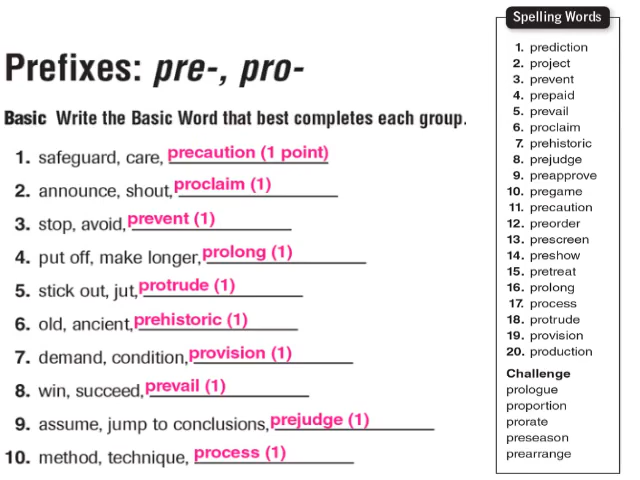 Prefixes: pre-, pro-
Basic Write the Basic Word that best completes each group.
1. safeguard, care, precaution (1 point)
2. announce, shout, proclaim (1)
3. stop, avoid, prevent (1)
4. put off, make longer, prolong (1)
5. stick out, jut, protrude (1)
6. old, ancient, prehistoric (1)
7. demand, condition, provision (1)
8. win, succeed, prevail (1)
9. assume, jump to conclusions, prejudge (1)
10. method, technique, process (1)
Spelling Words
1. prediction
2. project
3. prevent
4. prepaid
5. prevail
6. proclaim
7. prehistoric
8. prejudge
9. preapprove
10. pregame
11. precaution
12. preorder
13. prescreen
14. preshow
15. pretreat
16. prolong
17. process
18. protrude
19. provision
20. production
Challenge
prologue
proportion
prorate
preseason
prearrange